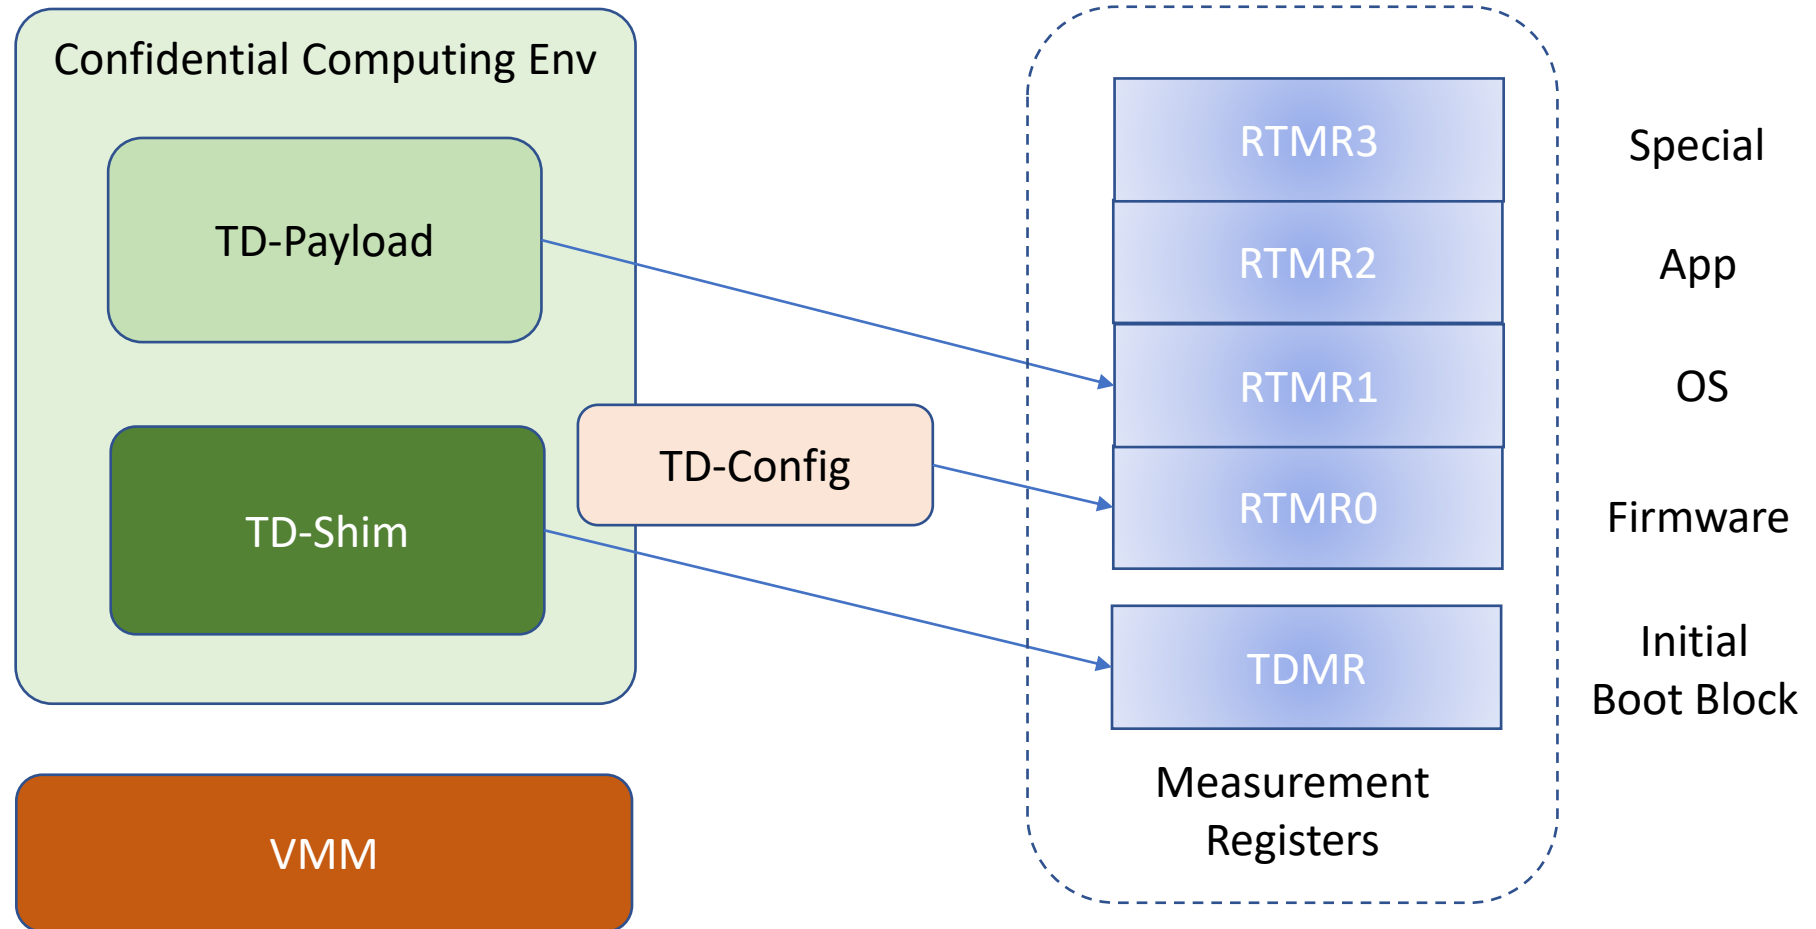 Confidential Computing Env
TD-Payload
TD-Config
TD-Shim
VMM
RTMR3
Special
RTMR2
App
RTMR1
OS
RTMR0
Firmware
TDMR
Initial
Boot Block
Measurement
Registers